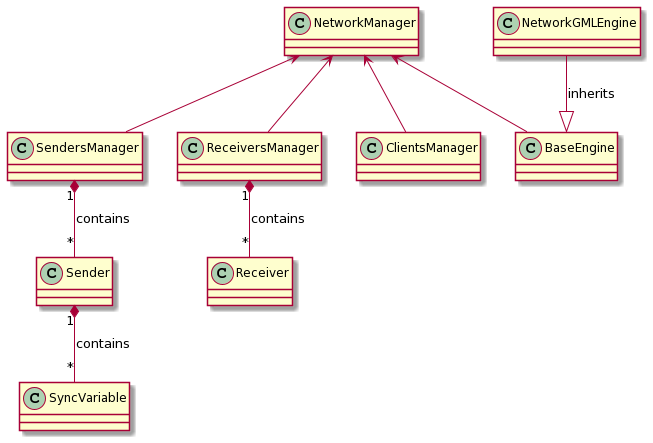 C NetworkManager
C NetworkGMLEngine
inherits
C SendersManager
C ReceiversManager
C ClientsManager
C BaseEngine
1
contains
*
1
contains
*
C Sender
C Receiver
1
contains
*
C SyncVariable